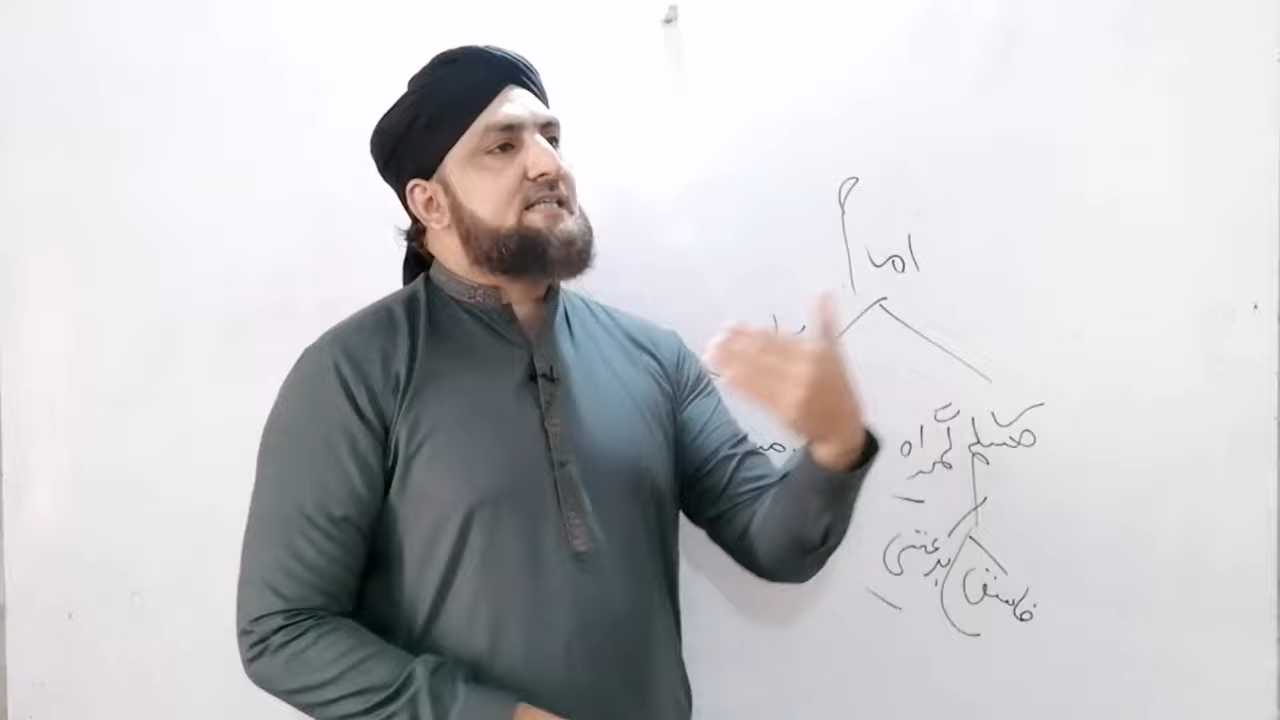 امام
مسلم گمراہ
فاسق بدعتی